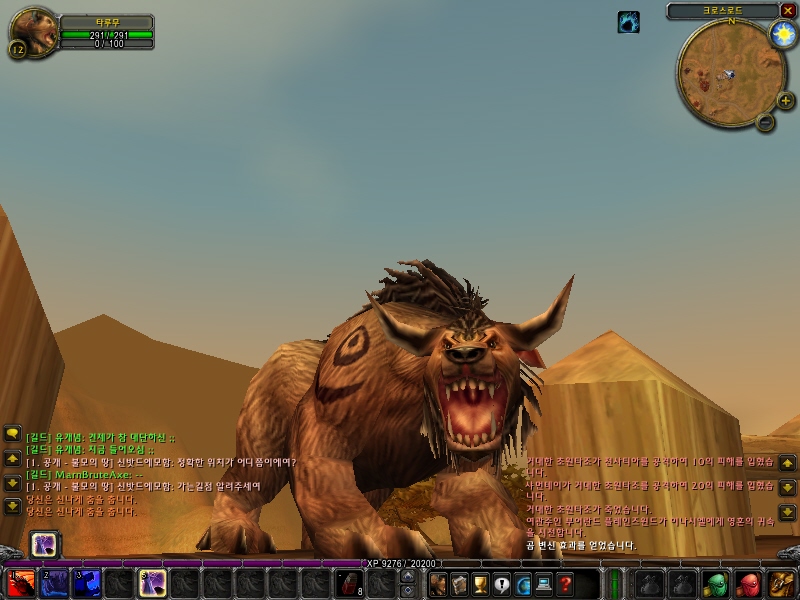 타루무
12
291 / 291
0 / 100
크로스로드
N
[길드] 유개념: 견제가 참 대단하신 ;;
[길드] 유개념: 지금 들어오심 ;;
[1. 공개 - 불모의 땅] 신밧드에모함: 정확한 위치가 어디쯤이에여?
[길드] MarnBruteAxe: --
[1. 공개 - 불모의 땅] 신밧드에모함: 가는길점 알려주세여
당신은 신나게 춤을 춥니다.
당신은 신나게 춤을 춥니다.
거대한 초원타조가 전사티아를 공격하여 10의 피해를 입혔습니다.
거대한 초원타조가 공격하여 20의 피해를 입혔습니다.
거대한 초원타조가 죽었습니다.
여관주인 부어란드 플레인즈윈드가 이나시엘에게 영혼의 귀속을 시전합니다.
곰 변신 효과를 얻었습니다.
XP 9276 / 20200
1
2
3
5
8